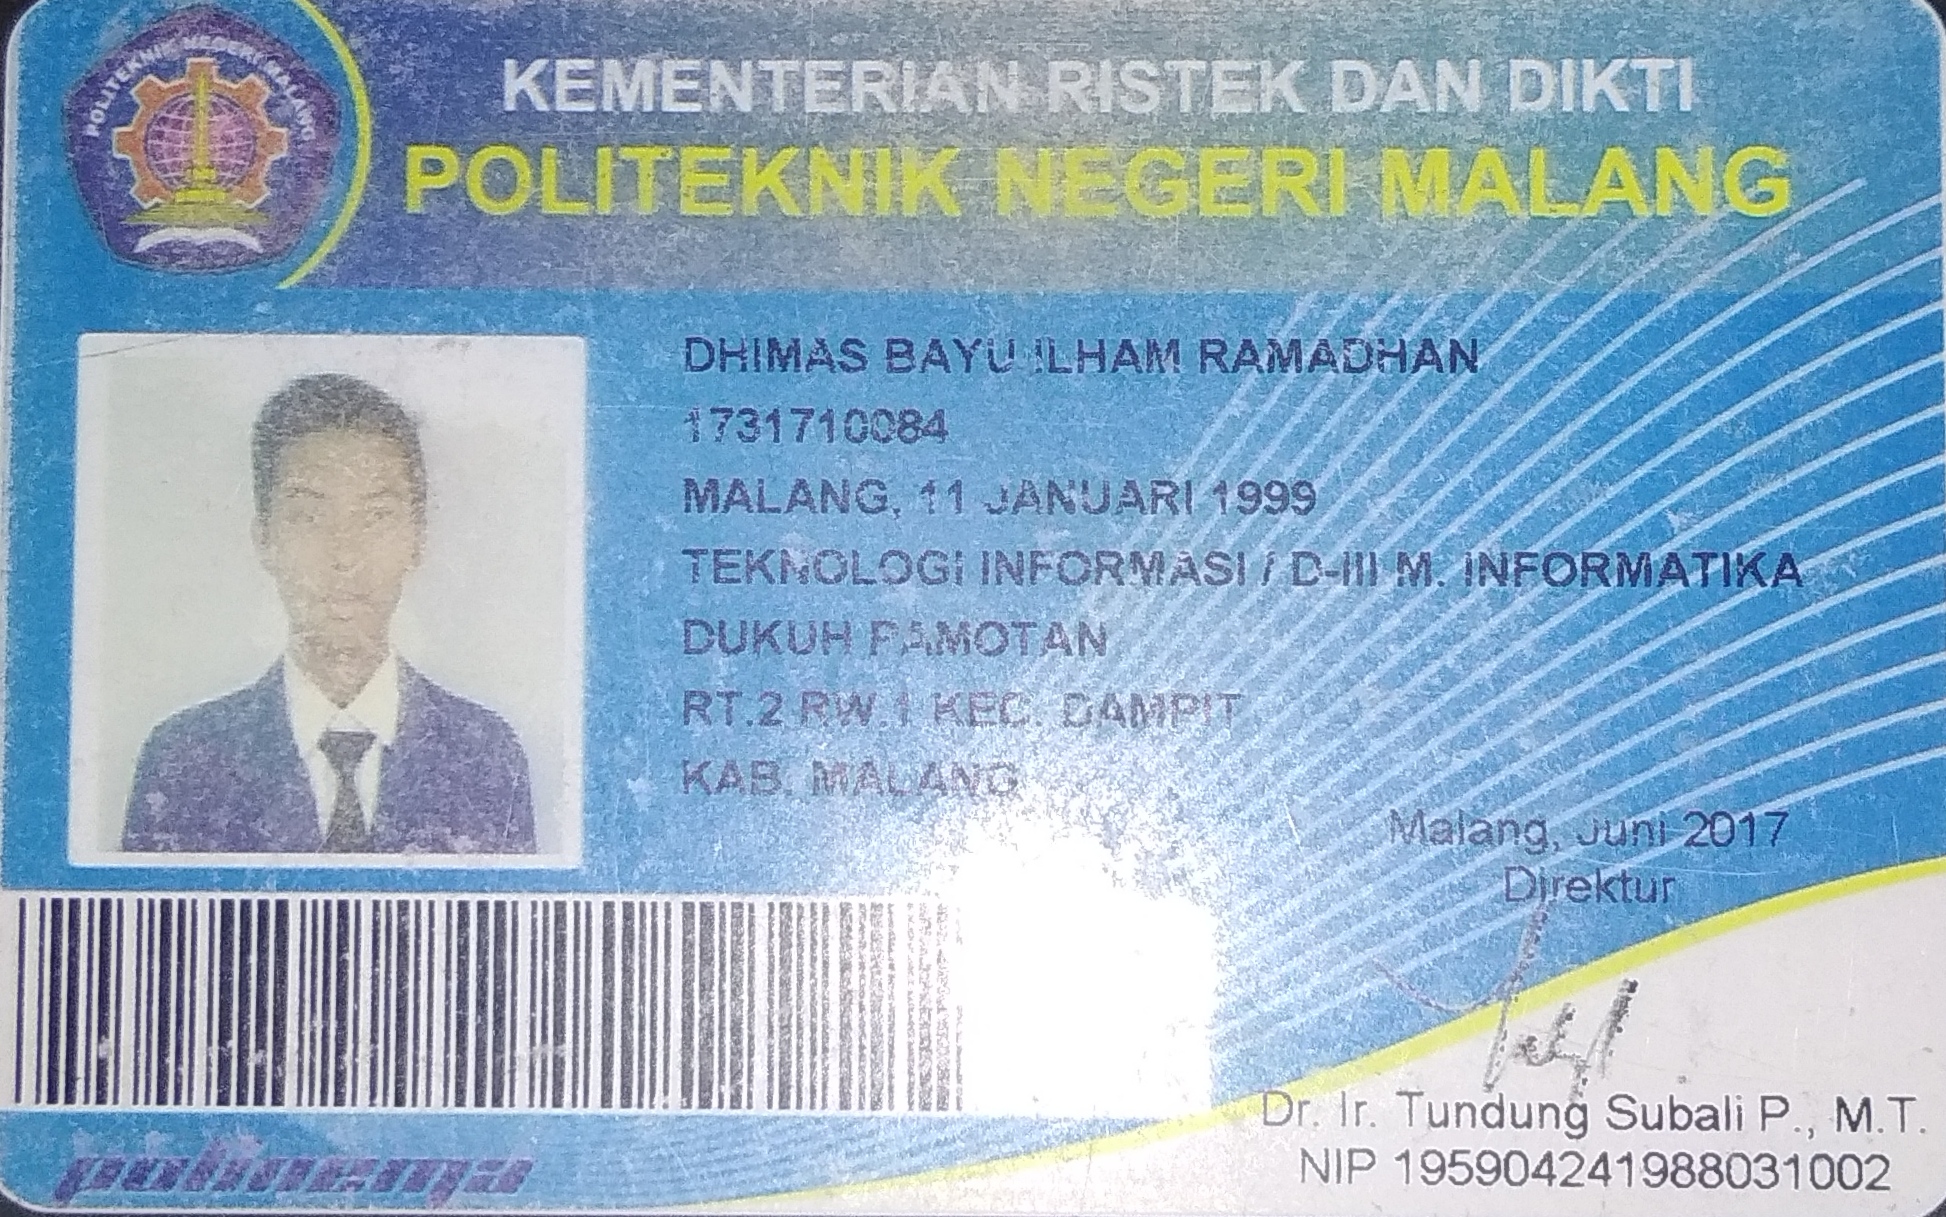 POLITEKNIK NEGERI MALANG
KEMENTERIAN RISTEK DAN DIKTI
POLITEKNIK NEGERI MALANG
DHIMAS BAYU ILHAM RAMADHAN
1731710084
MALANG, 11 JANUARI 1999
TEKNOLOGI INFORMASI / D-III M. INFORMATIKA
DUKUH PAMOTAN
RT.2 RW.1 KEC. DAMPIT
KAB. MALANG
Malang, Juni 2017
Direktur
Dr. Ir. Tundung Subali P., M.T.
NIP 195904241988031002
polinema